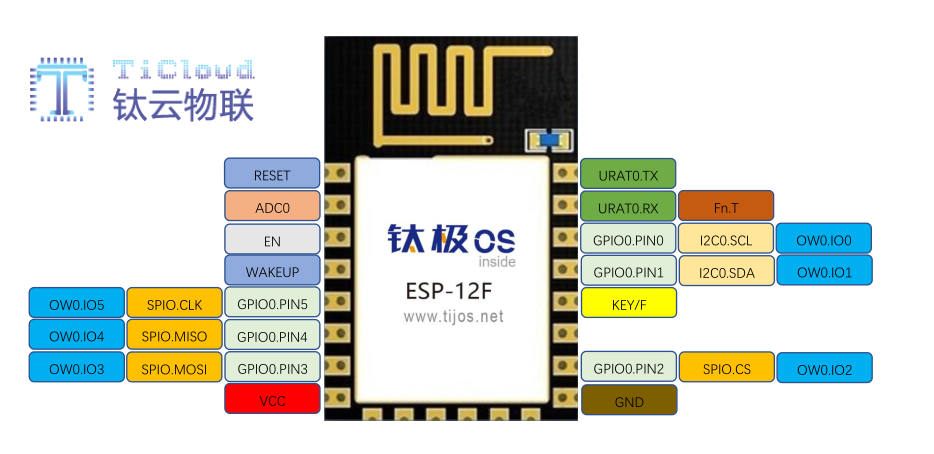 TiCloud
钛云物联
RESET
URAT0.TX
ADC0
URAT0.RX Fn.T
EN
GPIO0.PIN0 I2C0.SCL OW0.IO0
WAKEUP
GPIO0.PIN1 I2C0.SDA OW0.IO1
钛极OS
inside
ESP-12F
www.tijos.net
OW0.IO5 SPIO.CLK GPIO0.PIN5
KEY/F
OW0.IO4 SPIO.MISO GPIO0.PIN4
OW0.IO3 SPIO.MOSI GPIO0.PIN3
GPIO0.PIN2 SPIO.CS OW0.IO2
VCC
GND